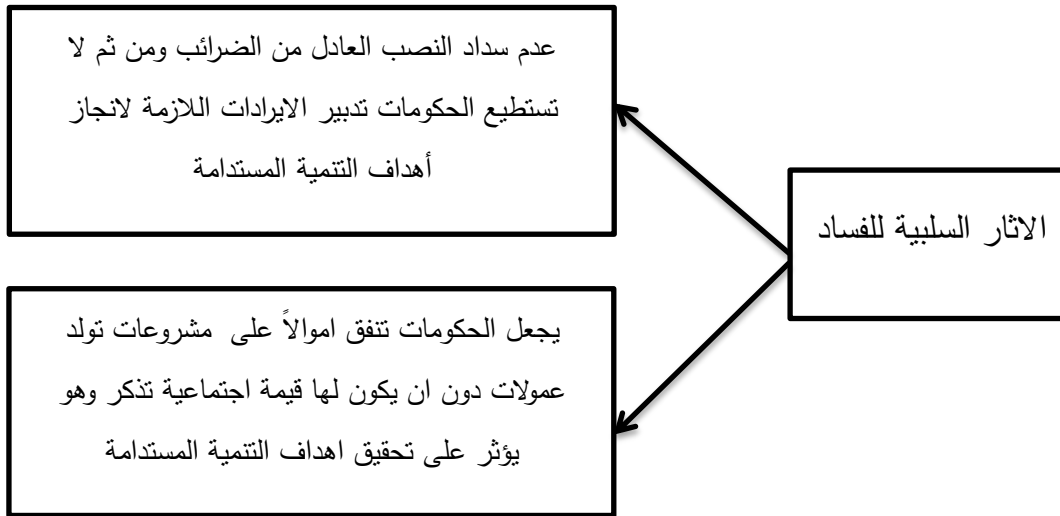 الاثار السلبية للفساد
عدم سداد النصب العادل من الضرائب ومن ثم لا
تستطيع الحكومات تدبير الايرادات اللازمة لانجاز
أهداف التنمية المستدامة
يجعل الحكومات تنفق اموالاً على مشروعات تولد
عمولات دون ان يكون لها قيمة اجتماعية تذكر وهو
يؤثر على تحقيق اهداف التنمية المستدامة